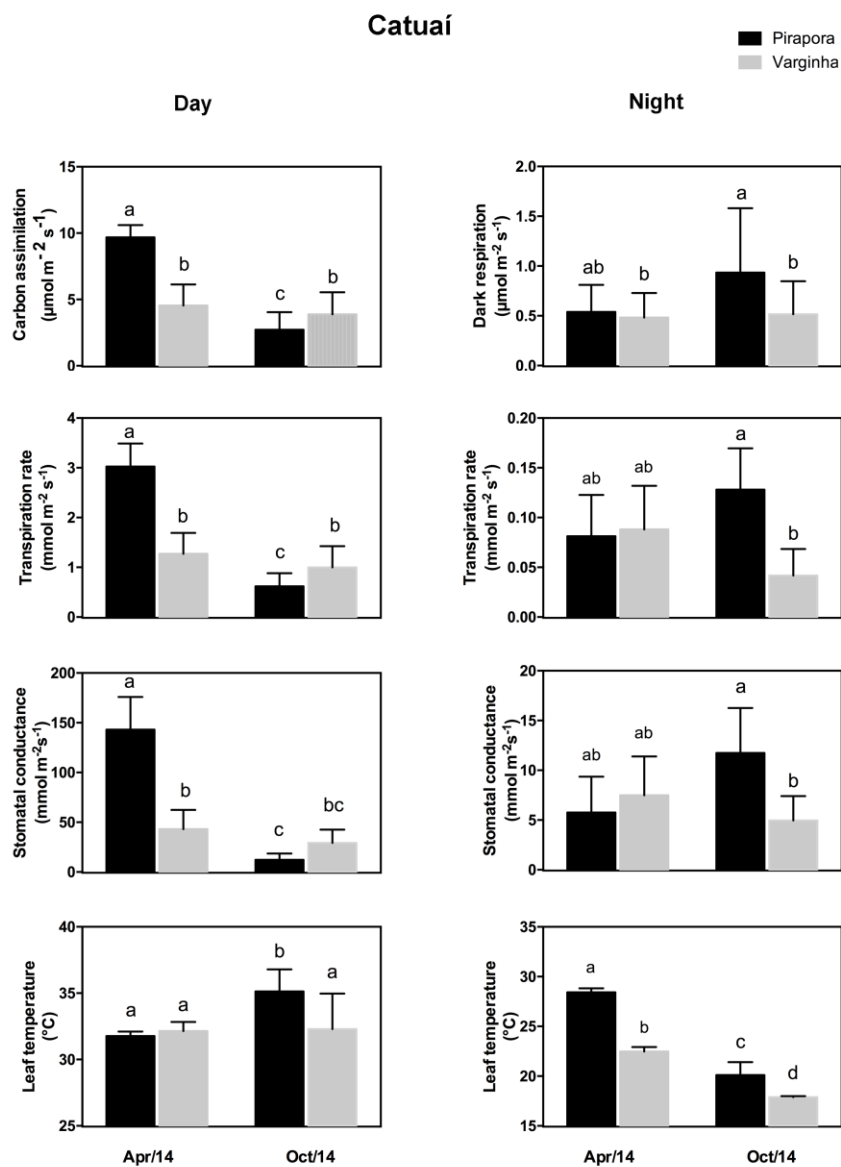 Catuaí
Pirapora
Varginha
Day
Night
Carbon assimilation
(µmol m⁻ ² s⁻¹)
15
10
5
0
a
b
c
b
Dark respiration
(µmol m⁻² s⁻¹)
2.0
1.5
1.0
0.5
0.0
ab
b
a
b
Transpiration rate
(mmol m⁻² s⁻¹)
4
3
2
1
0
a
b
c
b
Transpiration rate
(mmol m⁻² s⁻¹)
0.20
0.15
0.10
0.05
0.00
ab
ab
a
b
Stomatal conductance
(mmol m⁻²s⁻¹)
200
150
100
50
0
a
b
c
bc
Stomatal conductance
(mmol m⁻²s⁻¹)
20
15
10
5
0
ab
ab
a
b
Leaf temperature
(°C)
40
35
30
25
a
a
b
a
Apr/14
Oct/14
Leaf temperature
(°C)
35
30
25
20
15
a
b
c
d
Apr/14
Oct/14